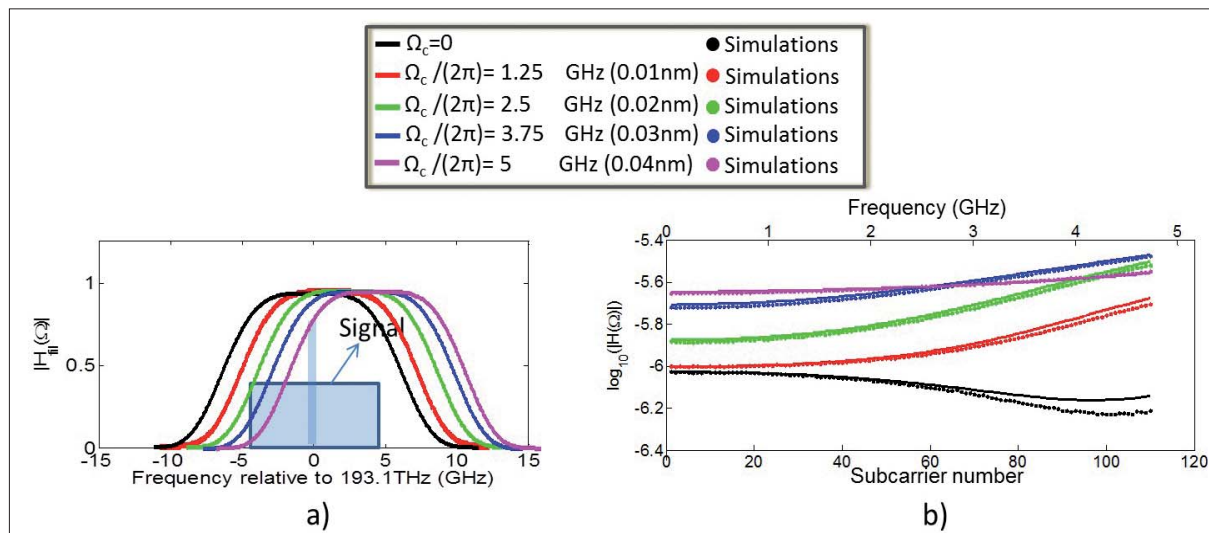 Ω_c=0
Simulations
Ω_c /(2π)= 1.25 GHz (0.01nm)
Simulations
Ω_c /(2π)= 2.5 GHz (0.02nm)
Simulations
Ω_c /(2π)= 3.75 GHz (0.03nm)
Simulations
Ω_c /(2π)= 5 GHz (0.04nm)
Simulations
|H_fil(Ω)|
1
0.5
0
Signal
-15 -10 -5 0 5 10 15
Frequency relative to 193.1THz (GHz)
a)
Frequency (GHz)
0 1 2 3 4 5
log_10(|H(Ω)|)
-5.4
-5.6
-5.8
-6
-6.2
-6.4
0 20 40 60 80 100 120
Subcarrier number
b)